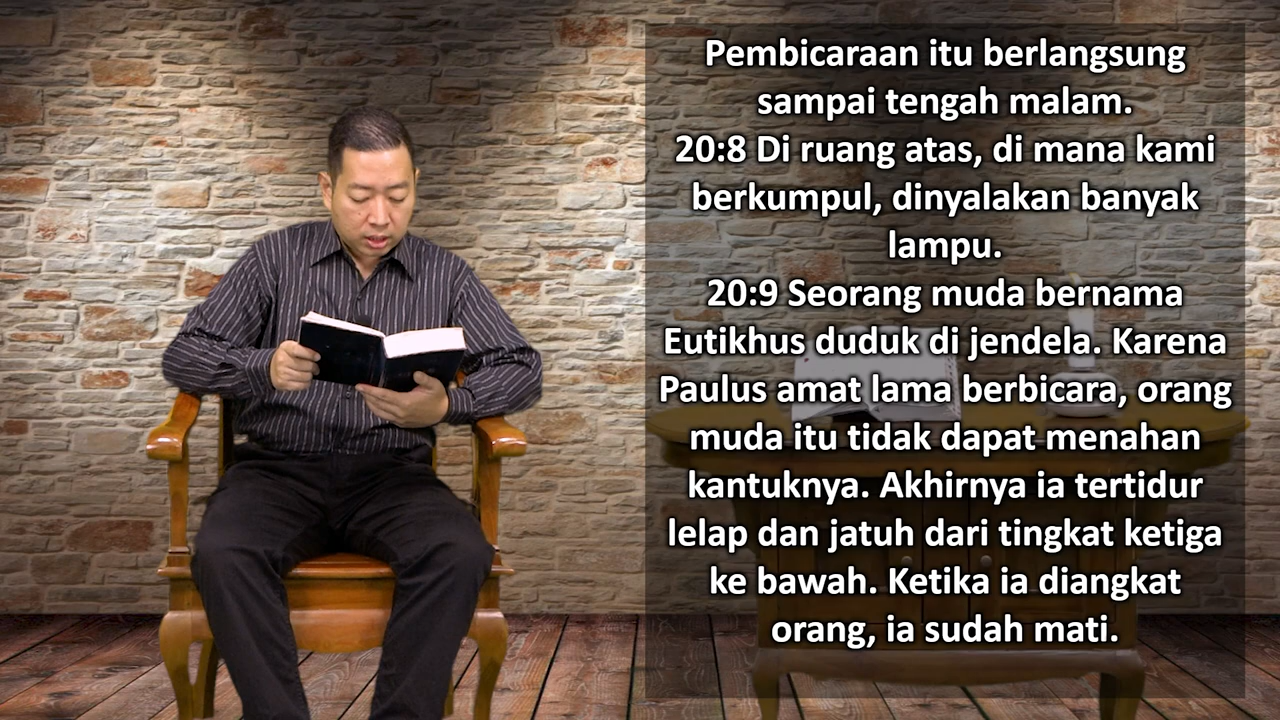 Pembicaraan itu berlangsung
sampai tengah malam.
20:8 Di ruang atas, di mana kami
berkumpul, dinyalakan banyak
lampu.
20:9 Seorang muda bernama
Eutikhus duduk di jendela. Karena
Paulus amat lama berbicara, orang
muda itu tidak dapat menahan
kantuknya. Akhirnya ia tertidur
lelap dan jatuh dari tingkat ketiga
ke bawah. Ketika ia diangkat
orang, ia sudah mati.